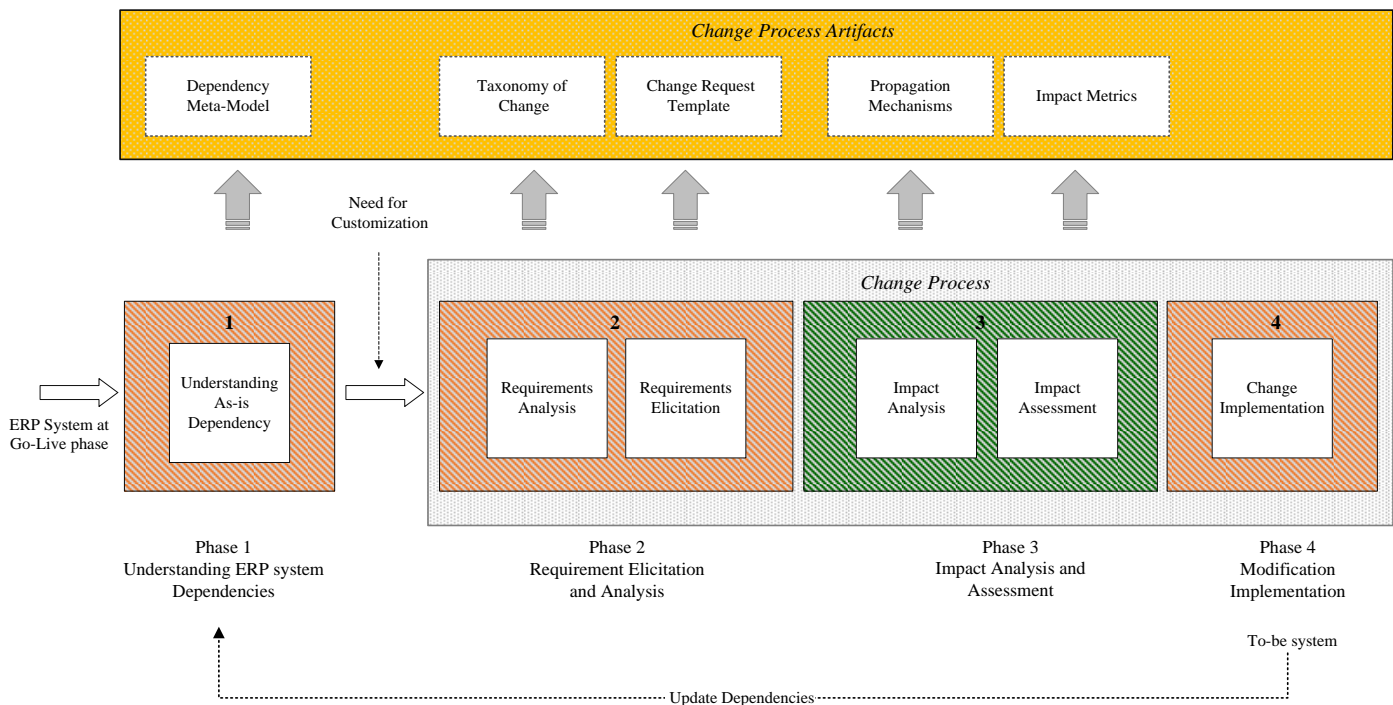 Change Process Artifacts
Dependency
Meta-Model
Taxonomy of
Change
Change Request
Template
Propagation
Mechanisms
Impact Metrics
Need for
Customization
Change Process
1
2
3
4
Understanding
As-is
Dependency
Requirements
Analysis
Requirements
Elicitation
Impact
Analysis
Impact
Assessment
Change
Implementation
ERP System at
Go-Live phase
Phase 1
Understanding ERP system
Dependencies
Phase 2
Requirement Elicitation
and Analysis
Phase 3
Impact Analysis and
Assessment
Phase 4
Modification
Implementation
To-be system
Update Dependencies